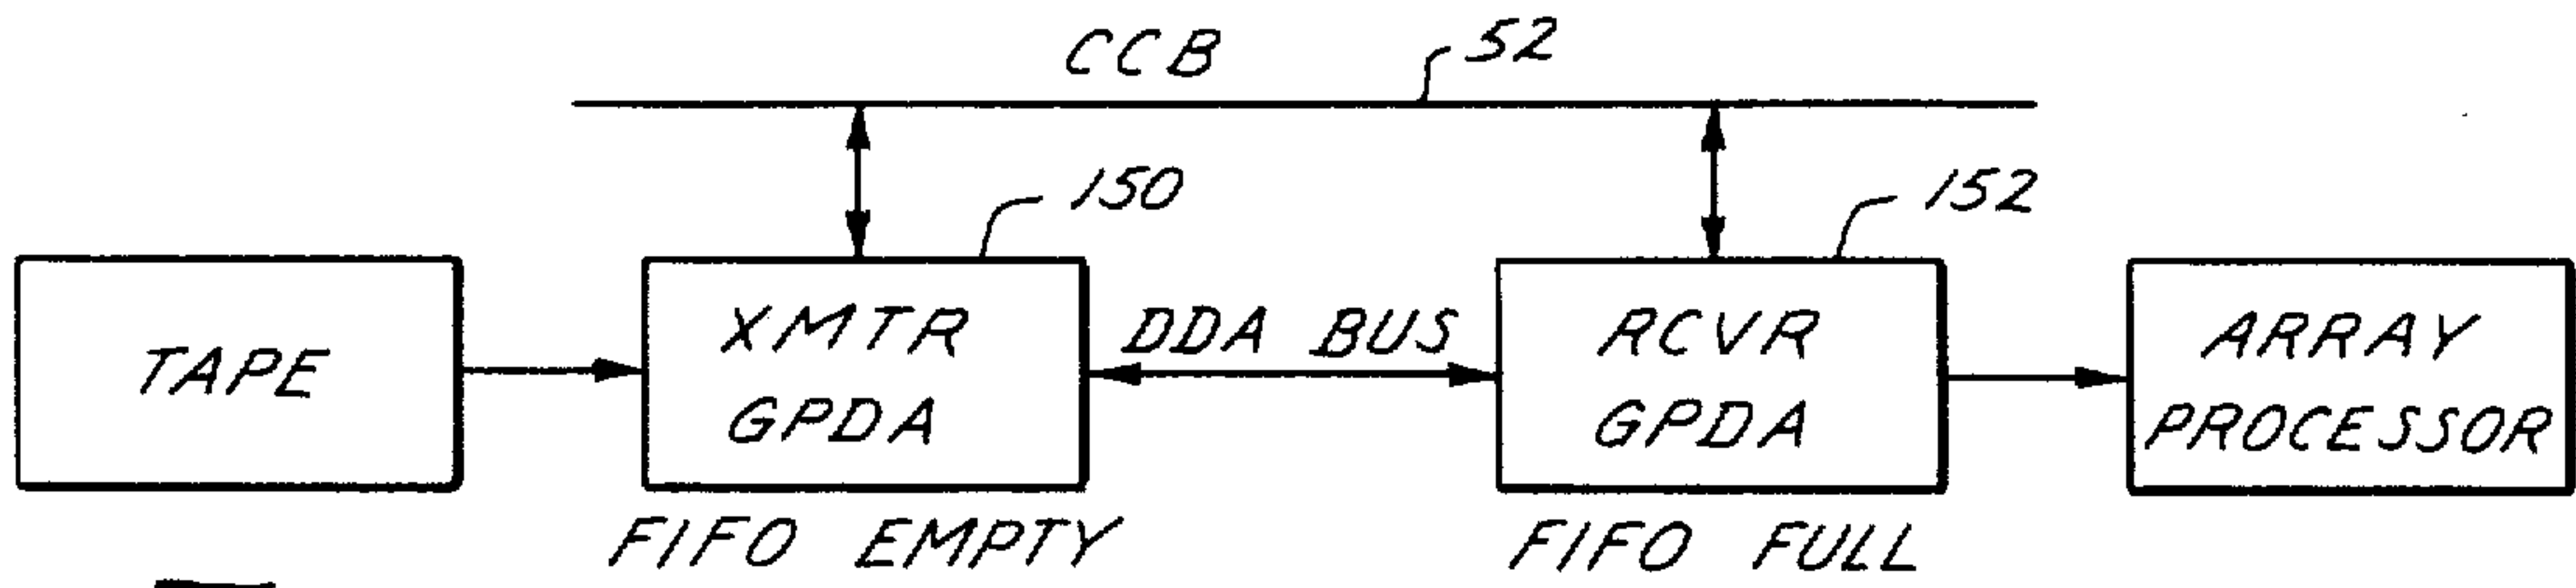 CCB
52
150
152
TAPE
XMTR
GPDA
DDA BUS
RCVR
GPDA
ARRAY
PROCESSOR
FIFO EMPTY
FIFO FULL